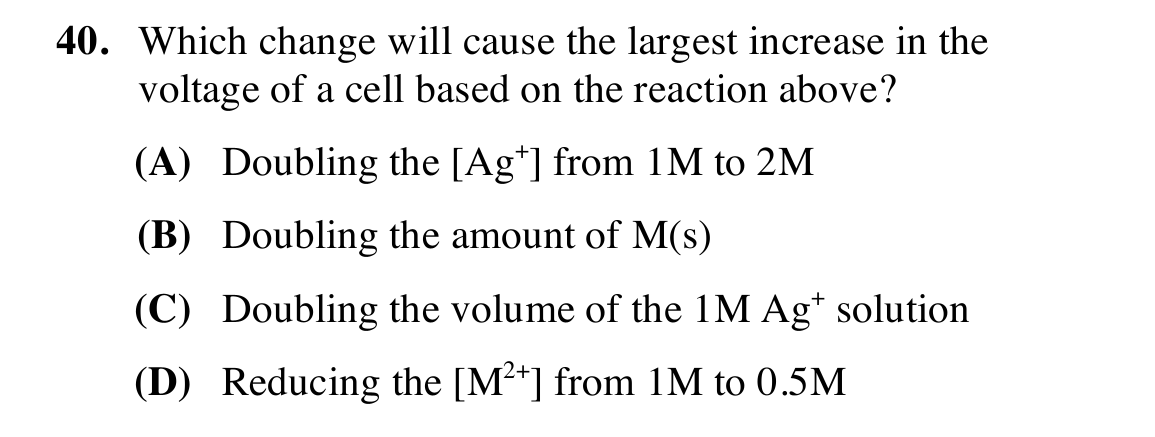 40. Which change will cause the largest increase in the
voltage of a cell based on the reaction above?
(A) Doubling the [Ag⁺] from 1M to 2M
(B) Doubling the amount of M(s)
(C) Doubling the volume of the 1M Ag⁺ solution
(D) Reducing the [M²⁺] from 1M to 0.5M